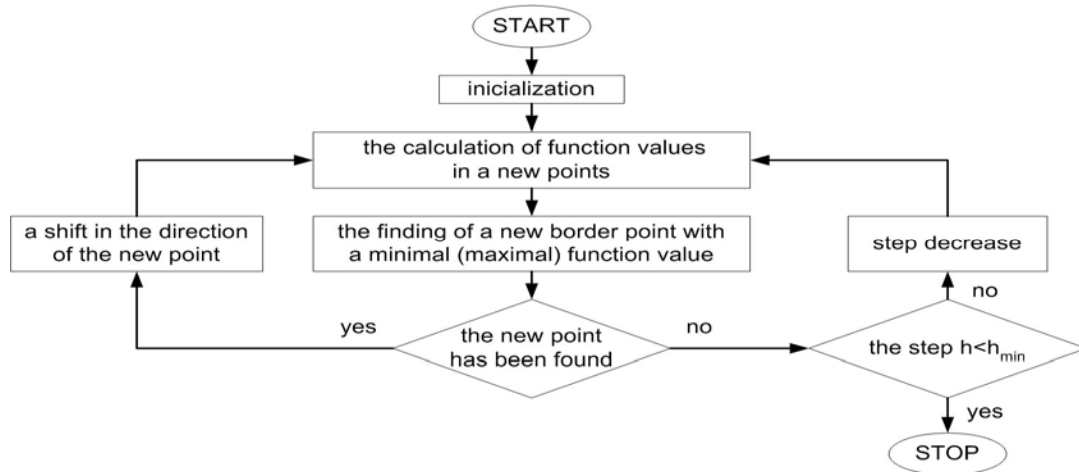 START
inicialization
the calculation of function values
in a new points
a shift in the direction
of the new point
the finding of a new border point with
a minimal (maximal) function value
step decrease
no
yes
the new point
has been found
no
the step h<h_min
yes
STOP